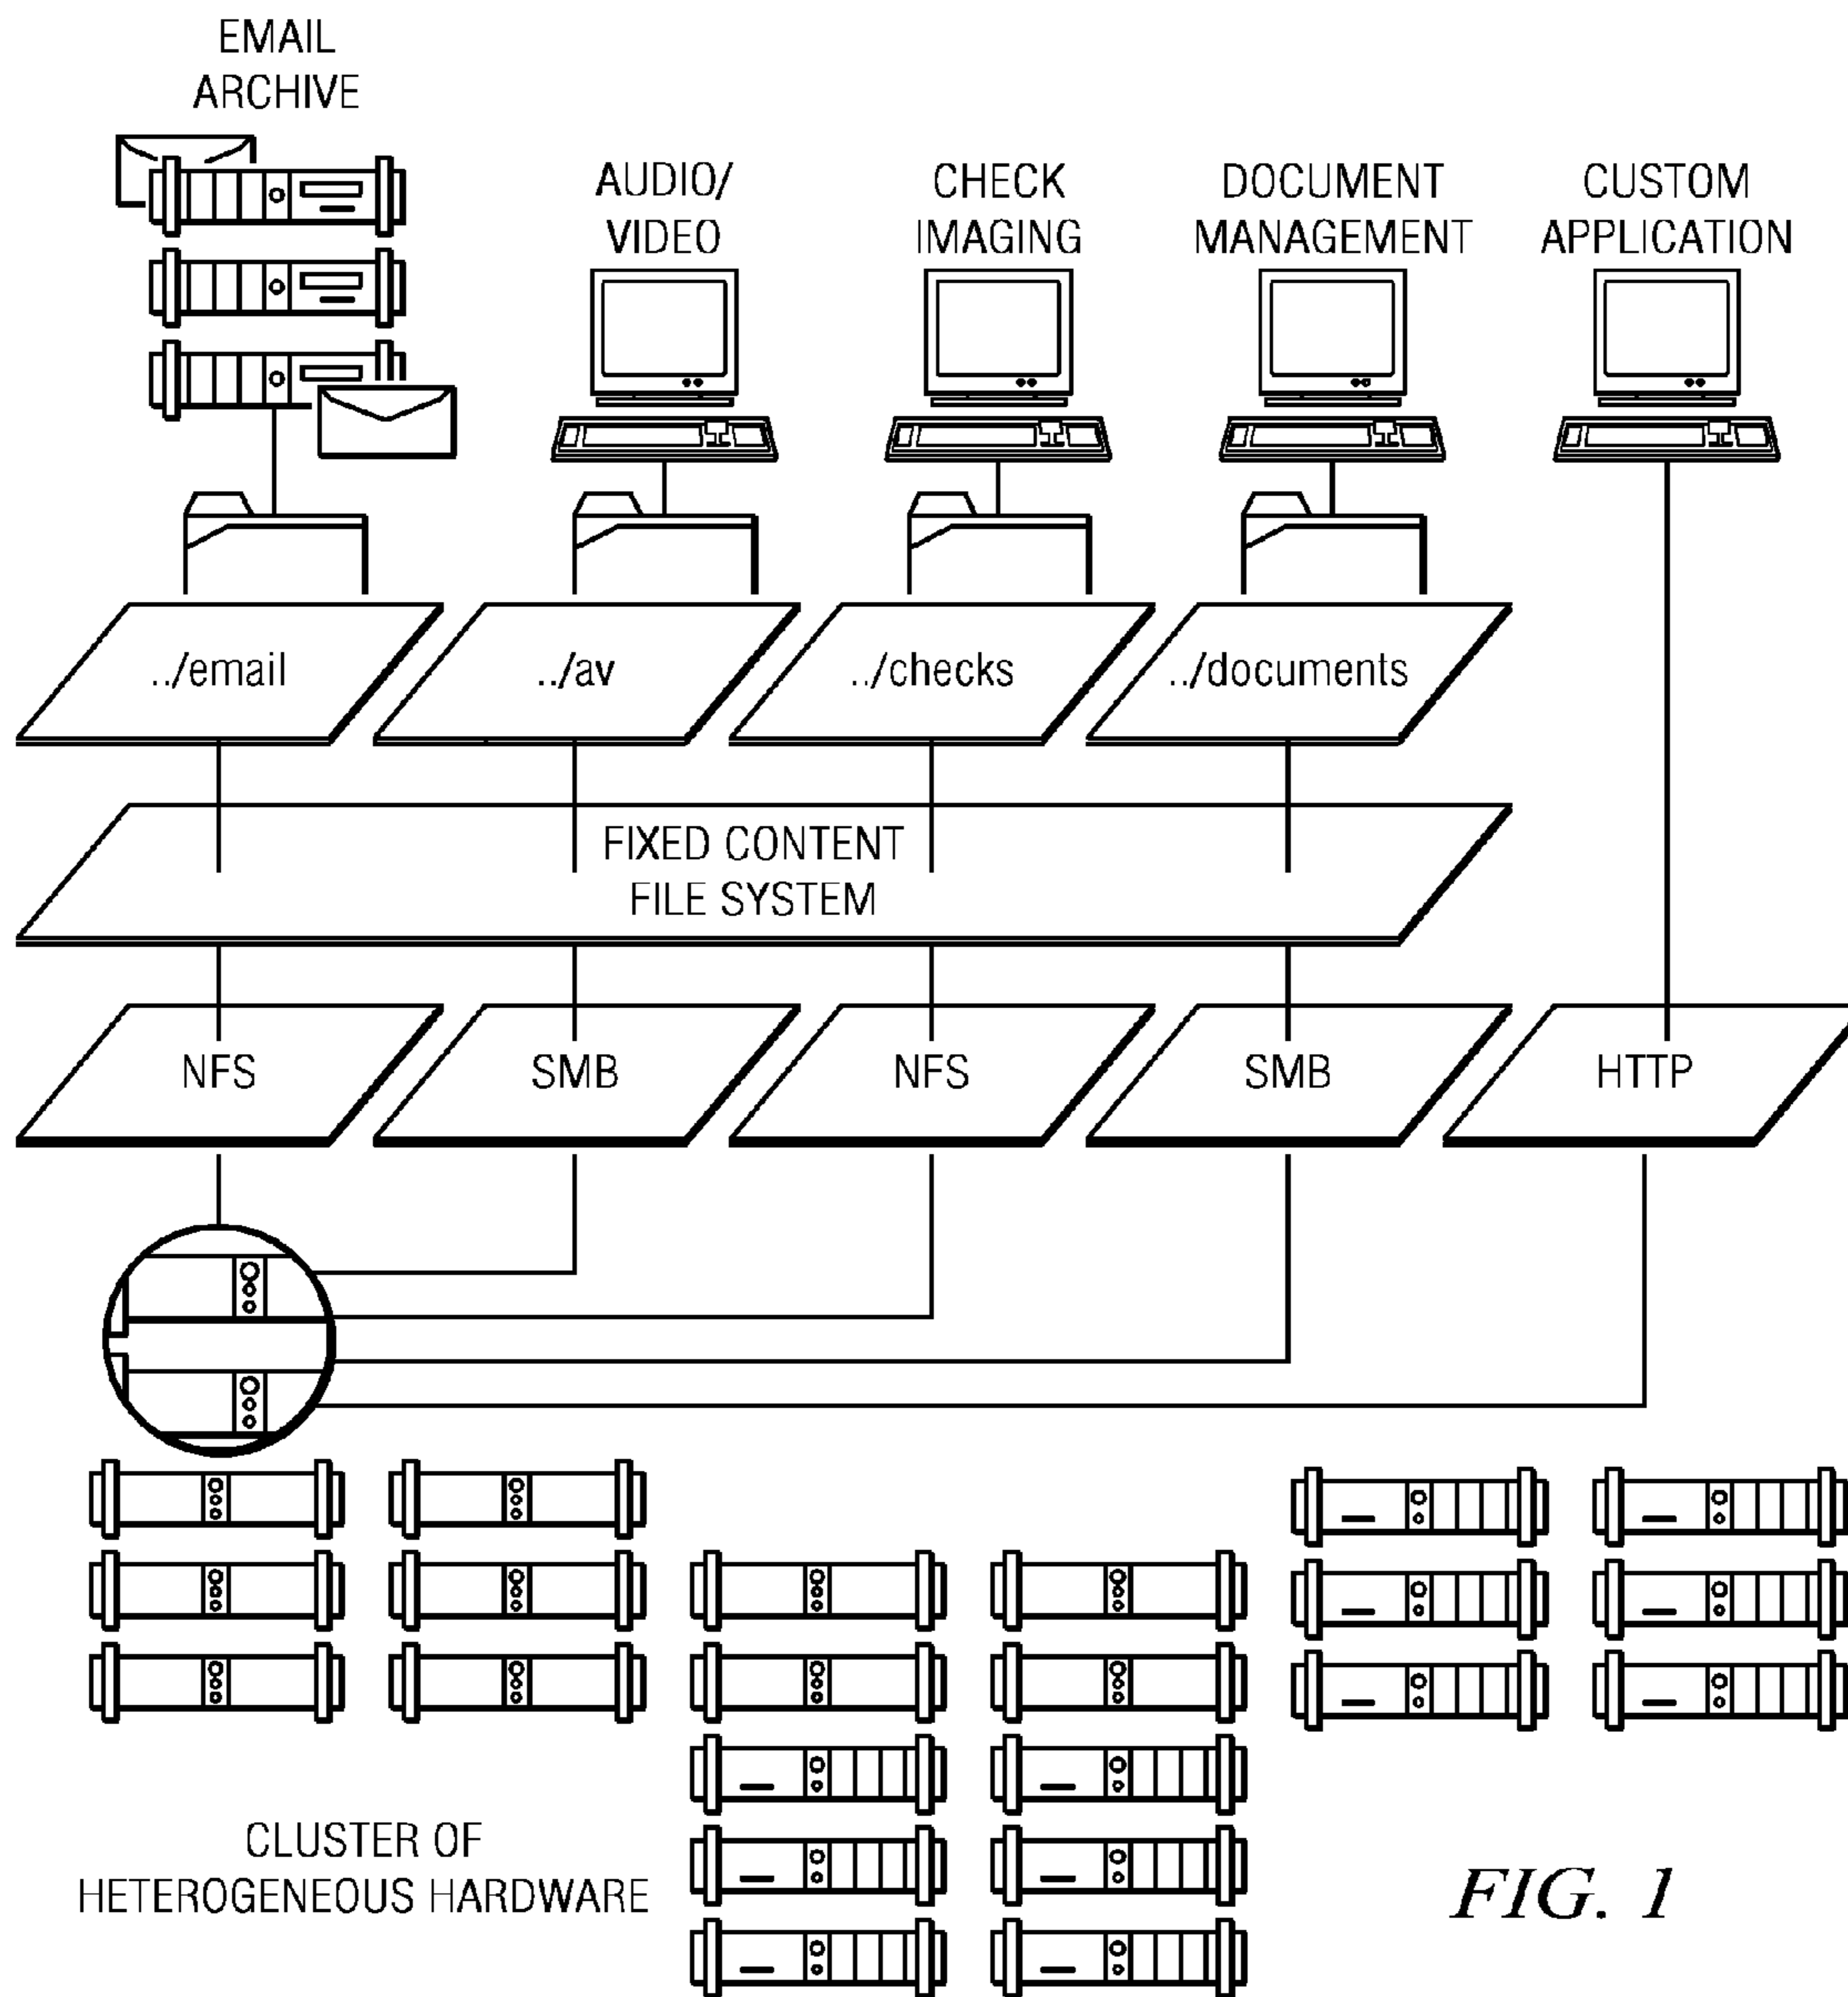 EMAIL
ARCHIVE
AUDIO/
VIDEO
CHECK
IMAGING
DOCUMENT
MANAGEMENT
CUSTOM
APPLICATION
../email
../av
../checks
../documents
FIXED CONTENT
FILE SYSTEM
NFS
SMB
NFS
SMB
HTTP
CLUSTER OF
HETEROGENEOUS HARDWARE
FIG. 1